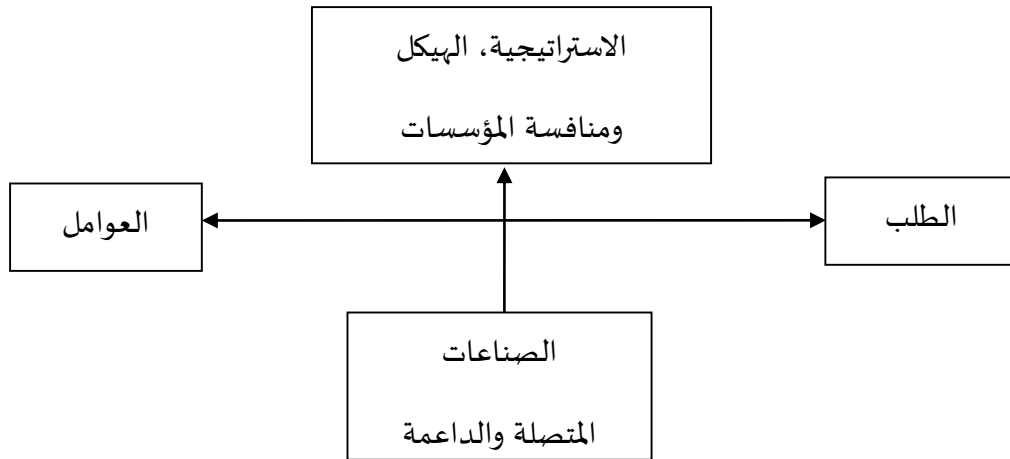 الاستراتيجية، الهيكل
ومنافسة المؤسسات
الطلب
العوامل
الصناعات
المتصلة والداعمة